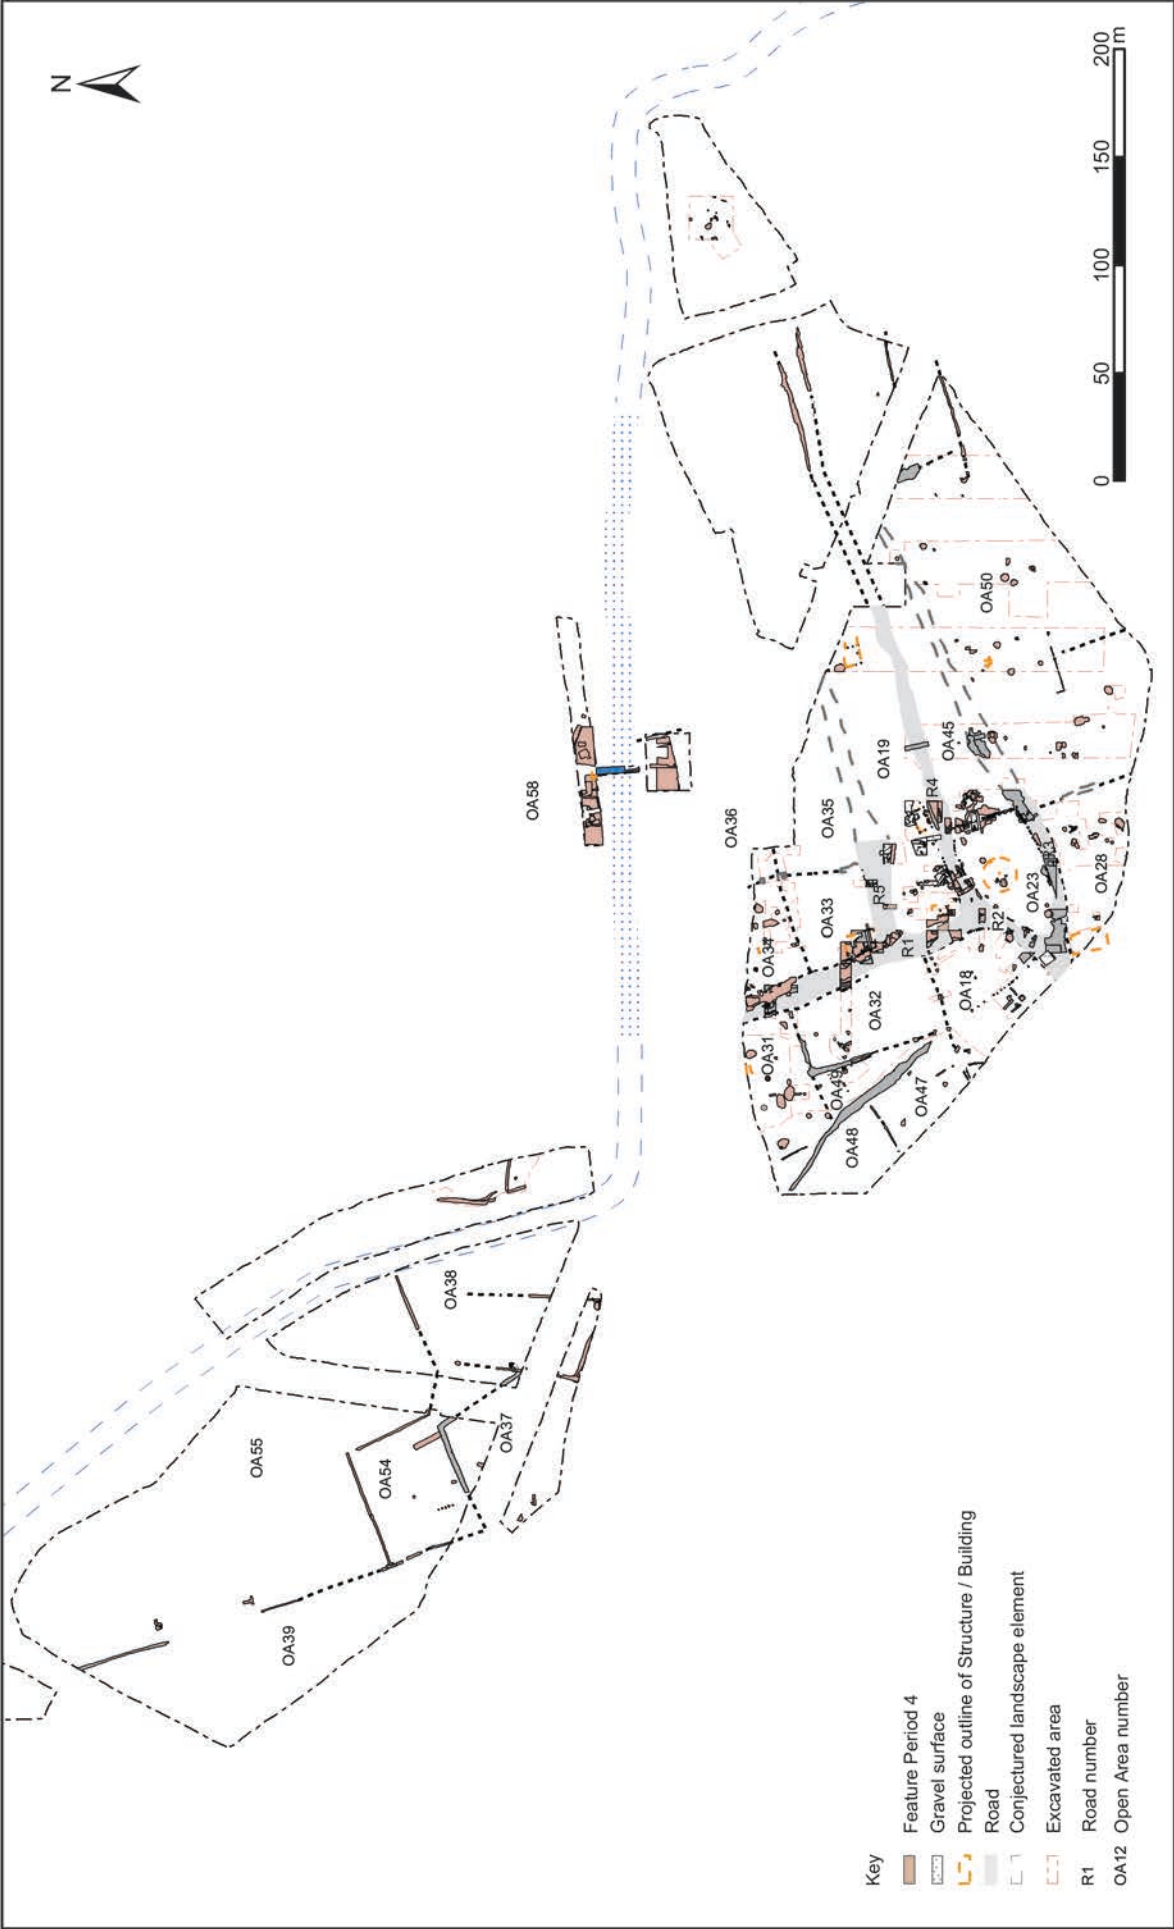 N
OA39
OA55
OA54
OA38
OA37
OA58
OA36
OA31
OA34
OA33
OA35
OA49
OA48
OA32
R5
OA19
R1
OA47
R4
OA45
OA18
OA50
R2
OA23
OA28
0
50
100
150
200
m
Key
Feature Period 4
Gravel surface
Projected outline of Structure / Building
Road
Conjectured landscape element
Excavated area
R1 Road number
OA12 Open Area number